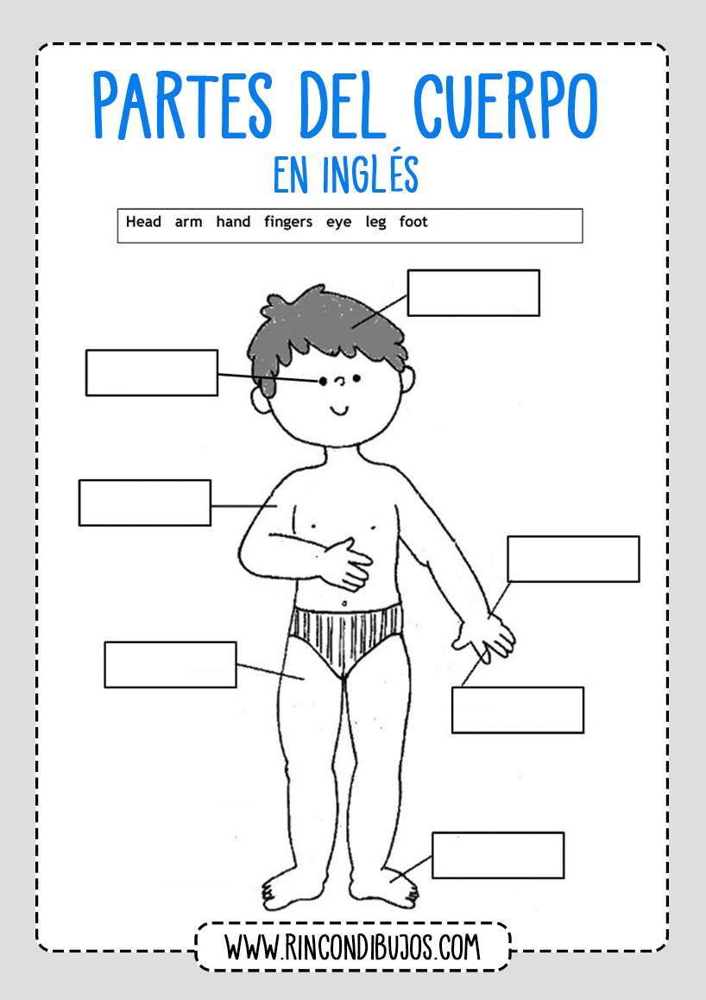 PARTES DEL CUERPO
EN INGLÉS
Head arm hand fingers eye leg foot
WWW.RINCONDIBUJOS.COM